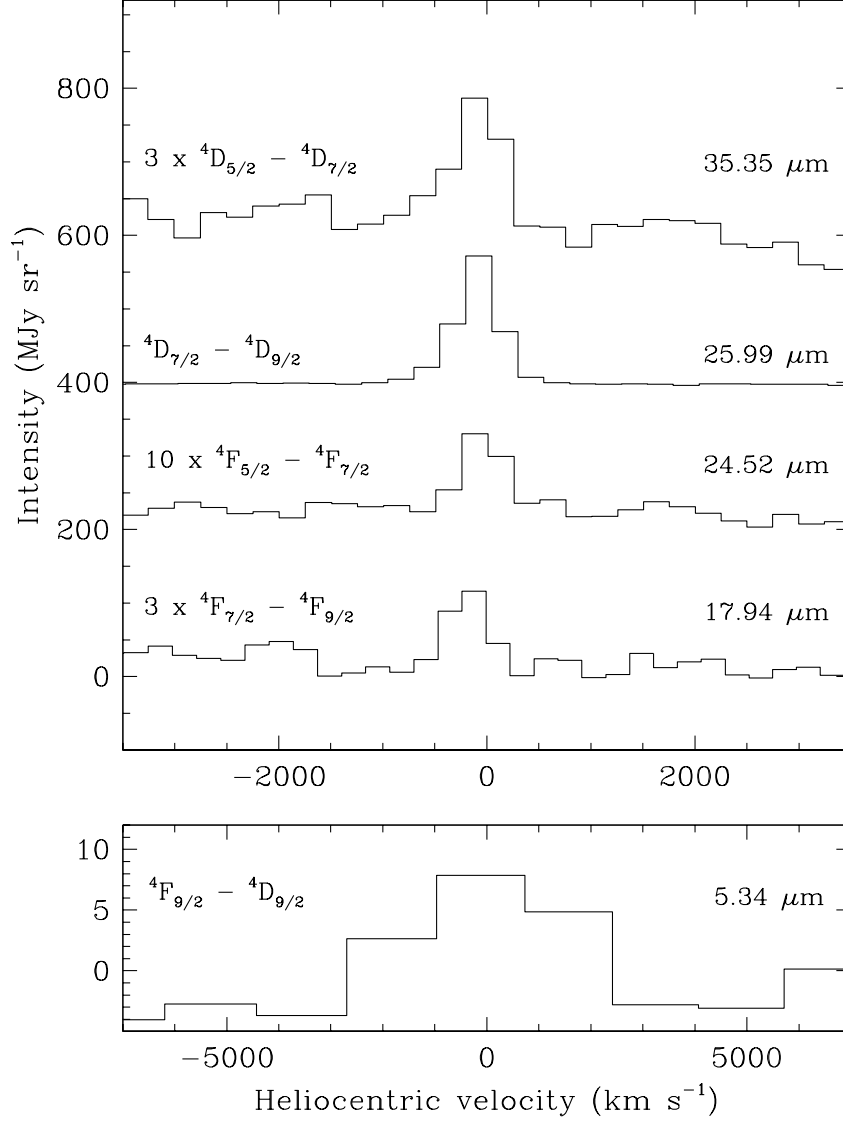 800
3 x ⁴D₅/₂ − ⁴D₇/₂ 35.35 μm
600
⁴D₇/₂ − ⁴D₉/₂ 25.99 μm
400
10 x ⁴F₅/₂ − ⁴F₇/₂ 24.52 μm
200
3 x ⁴F₇/₂ − ⁴F₉/₂ 17.94 μm
0
Intensity (MJy sr⁻¹)
−2000 0 2000
10
⁴F₉/₂ − ⁴D₉/₂ 5.34 μm
5
0
−5000 0 5000
Heliocentric velocity (km s⁻¹)